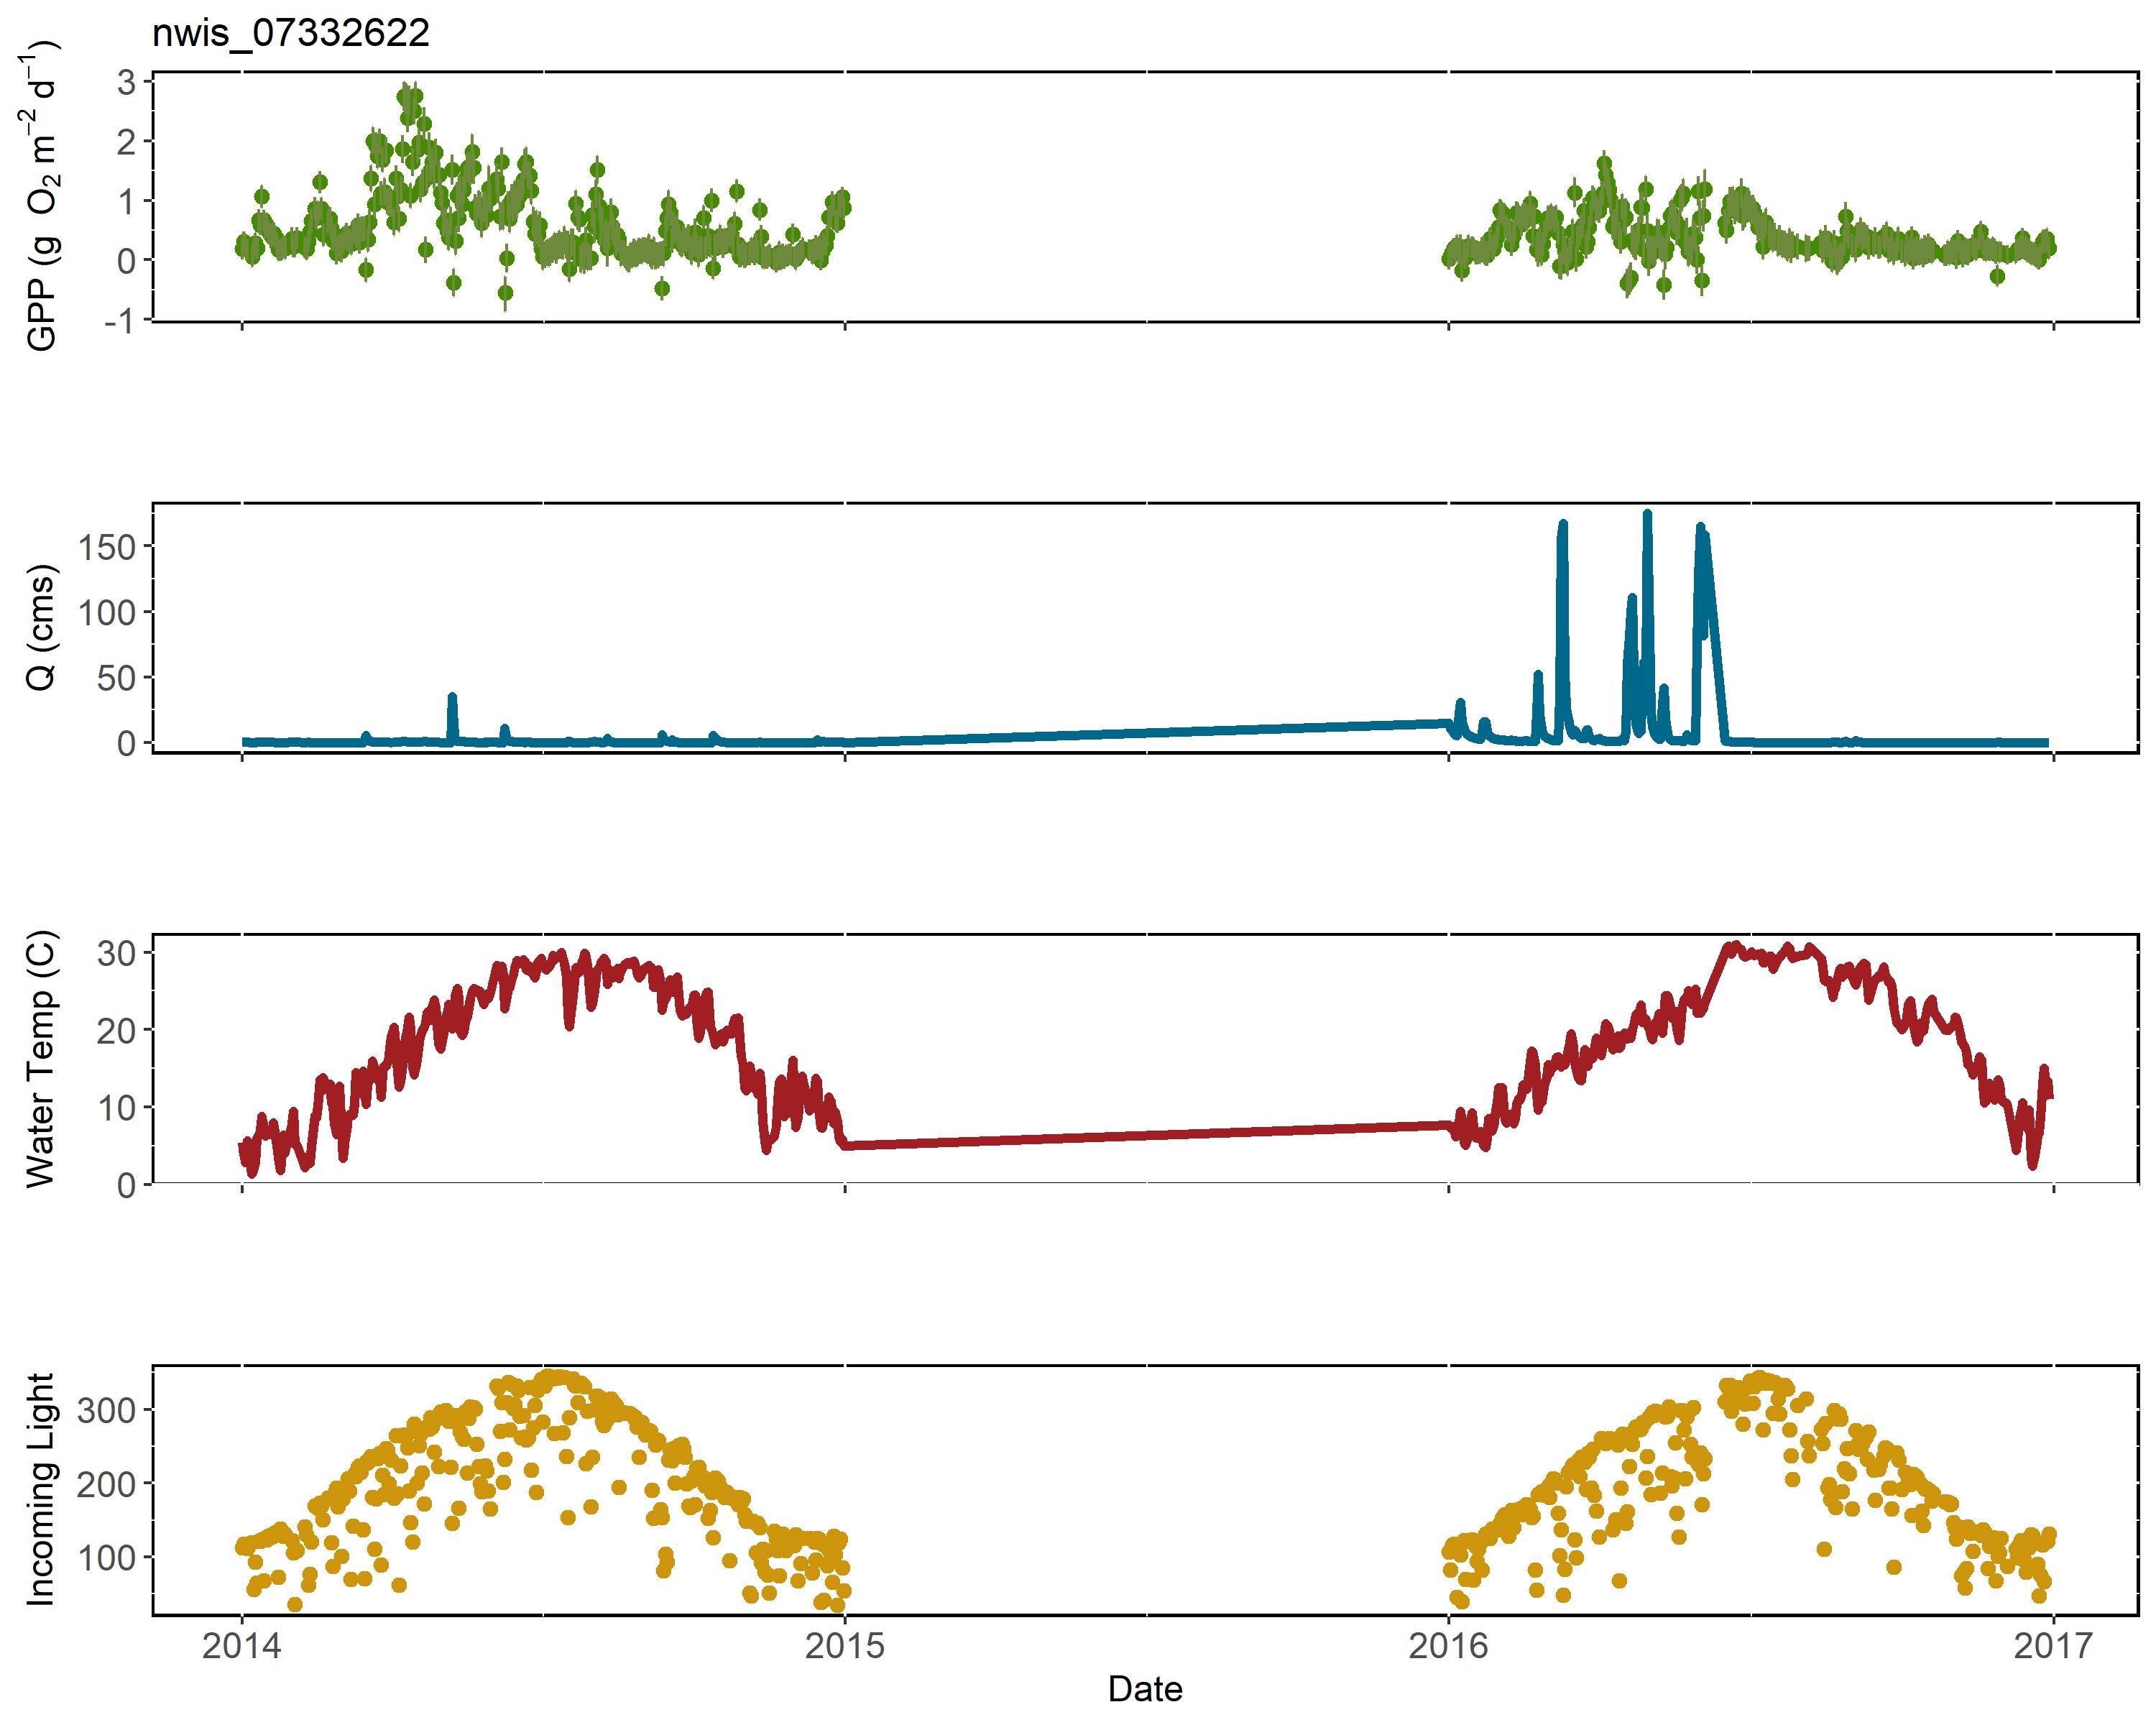 nwis_07332622
GPP (g O₂ m⁻² d⁻¹)
3
2
1
0
-1
Q (cms)
150
100
50
0
Water Temp (C)
30
20
10
0
Incoming Light
300
200
100
2014 2015 2016 2017
Date